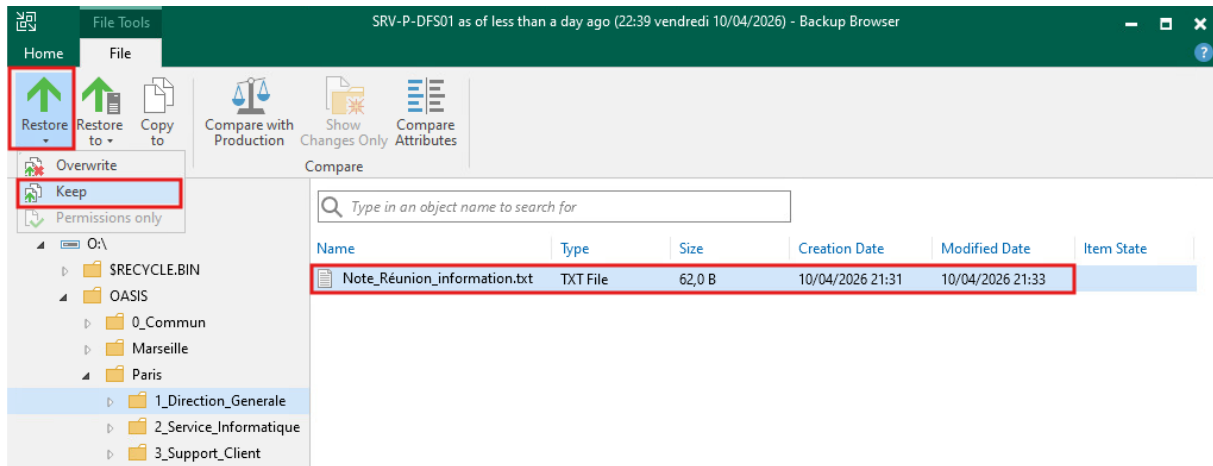 File Tools
SRV-P-DFS01 as of less than a day ago (22:39 vendredi 10/04/2026) - Backup Browser
Home
File
?
Restore
Restore to
Copy to
Compare with Production
Show Changes Only
Compare Attributes
Overwrite
Compare
Keep
Permissions only
Type in an object name to search for
O:\
Name Type Size Creation Date Modified Date Item State
$RECYCLE.BIN
Note_Réunion_information.txt TXT File 62,0 B 10/04/2026 21:31 10/04/2026 21:33
OASIS
0_Commun
Marseille
Paris
1_Direction_Generale
2_Service_Informatique
3_Support_Client